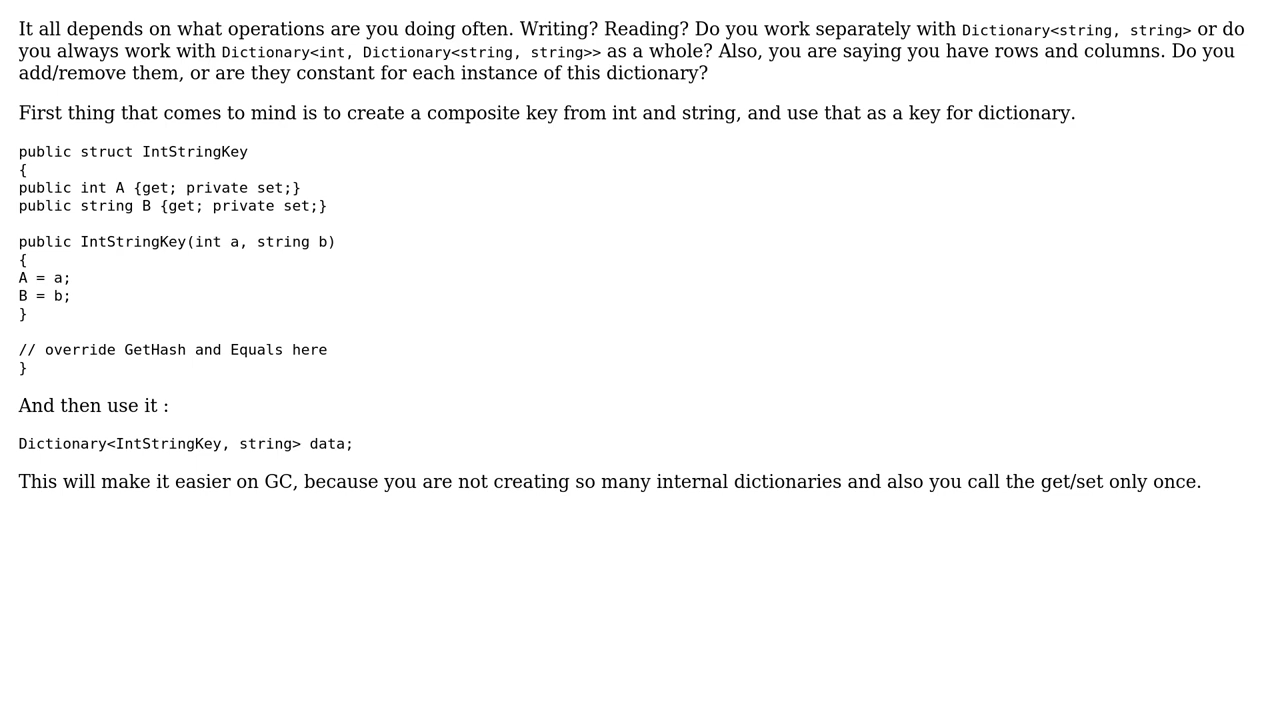 It all depends on what operations are you doing often. Writing? Reading? Do you work separately with Dictionary<string, string> or do
you always work with Dictionary<int, Dictionary<string, string>> as a whole? Also, you are saying you have rows and columns. Do you
add/remove them, or are they constant for each instance of this dictionary?
First thing that comes to mind is to create a composite key from int and string, and use that as a key for dictionary.
public struct IntStringKey
{
public int A {get; private set;}
public string B {get; private set;}
public IntStringKey(int a, string b)
{
A = a;
B = b;
}
// override GetHash and Equals here
}
And then use it :
Dictionary<IntStringKey, string> data;
This will make it easier on GC, because you are not creating so many internal dictionaries and also you call the get/set only once.